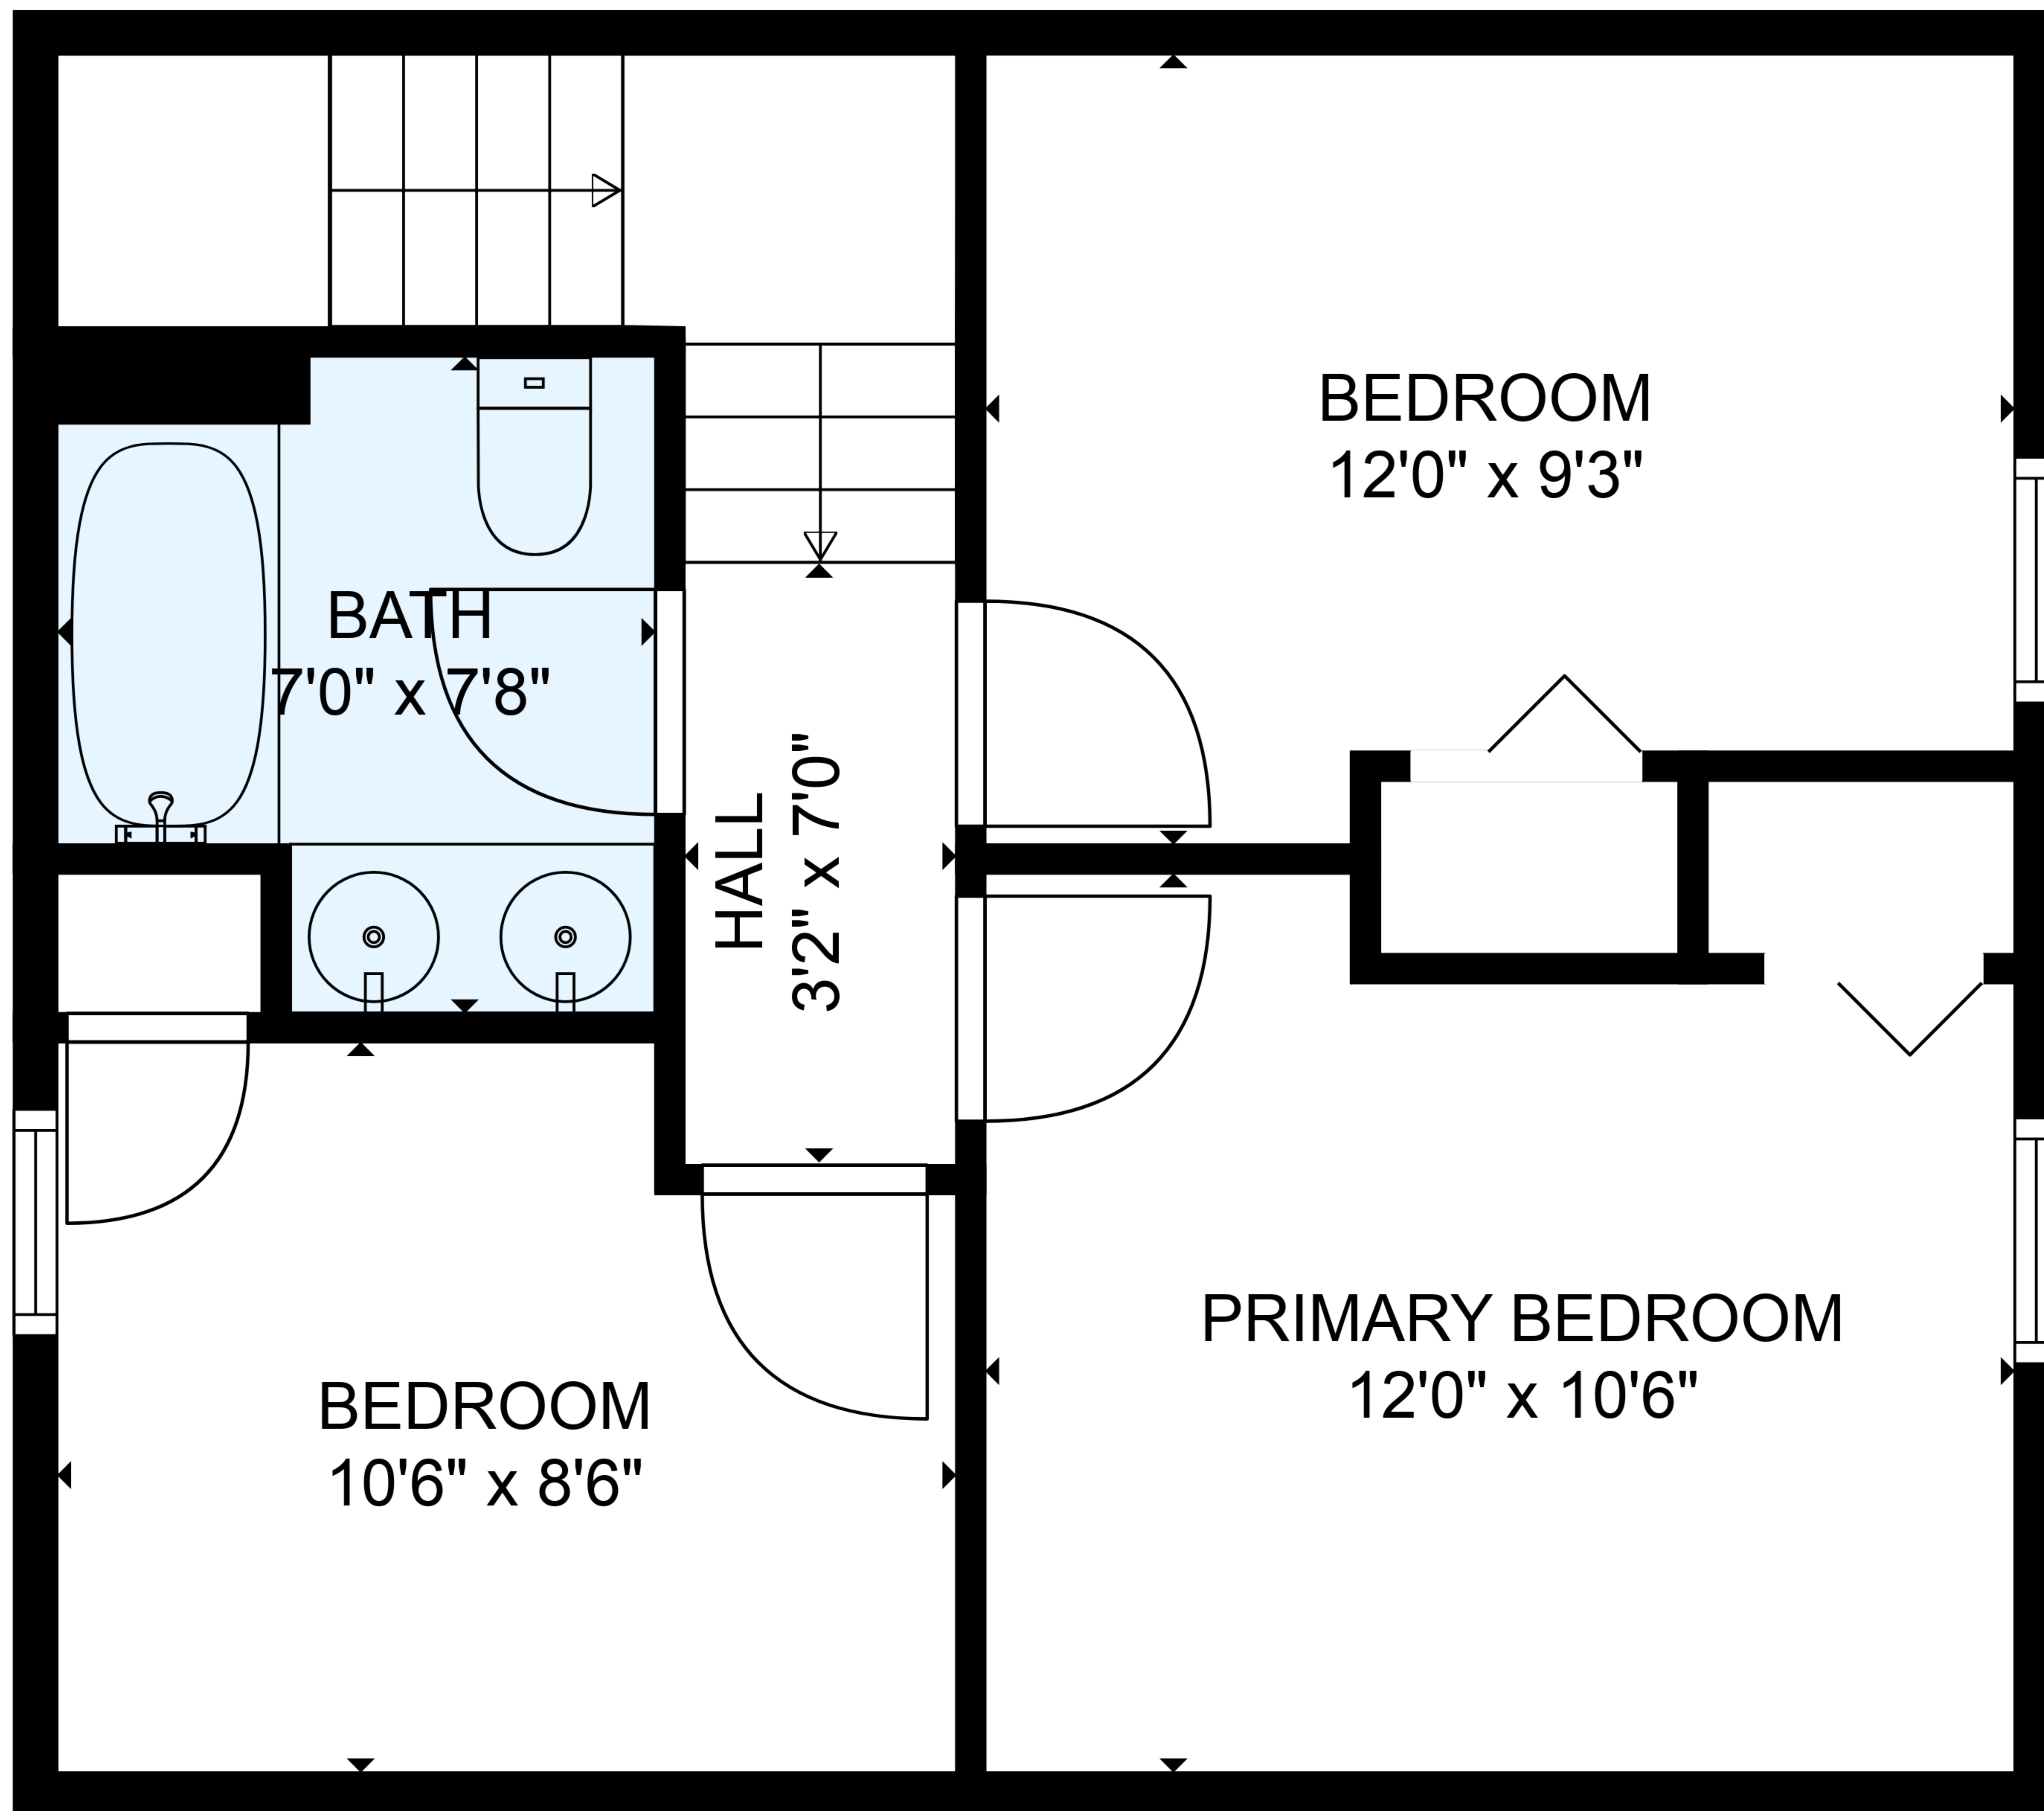 BEDROOM
12'0" x 9'3"
BATH
7'0" x 7'8"
HALL
3'2" x 7'0"
PRIMARY BEDROOM
12'0" x 10'6"
BEDROOM
10'6" x 8'6"